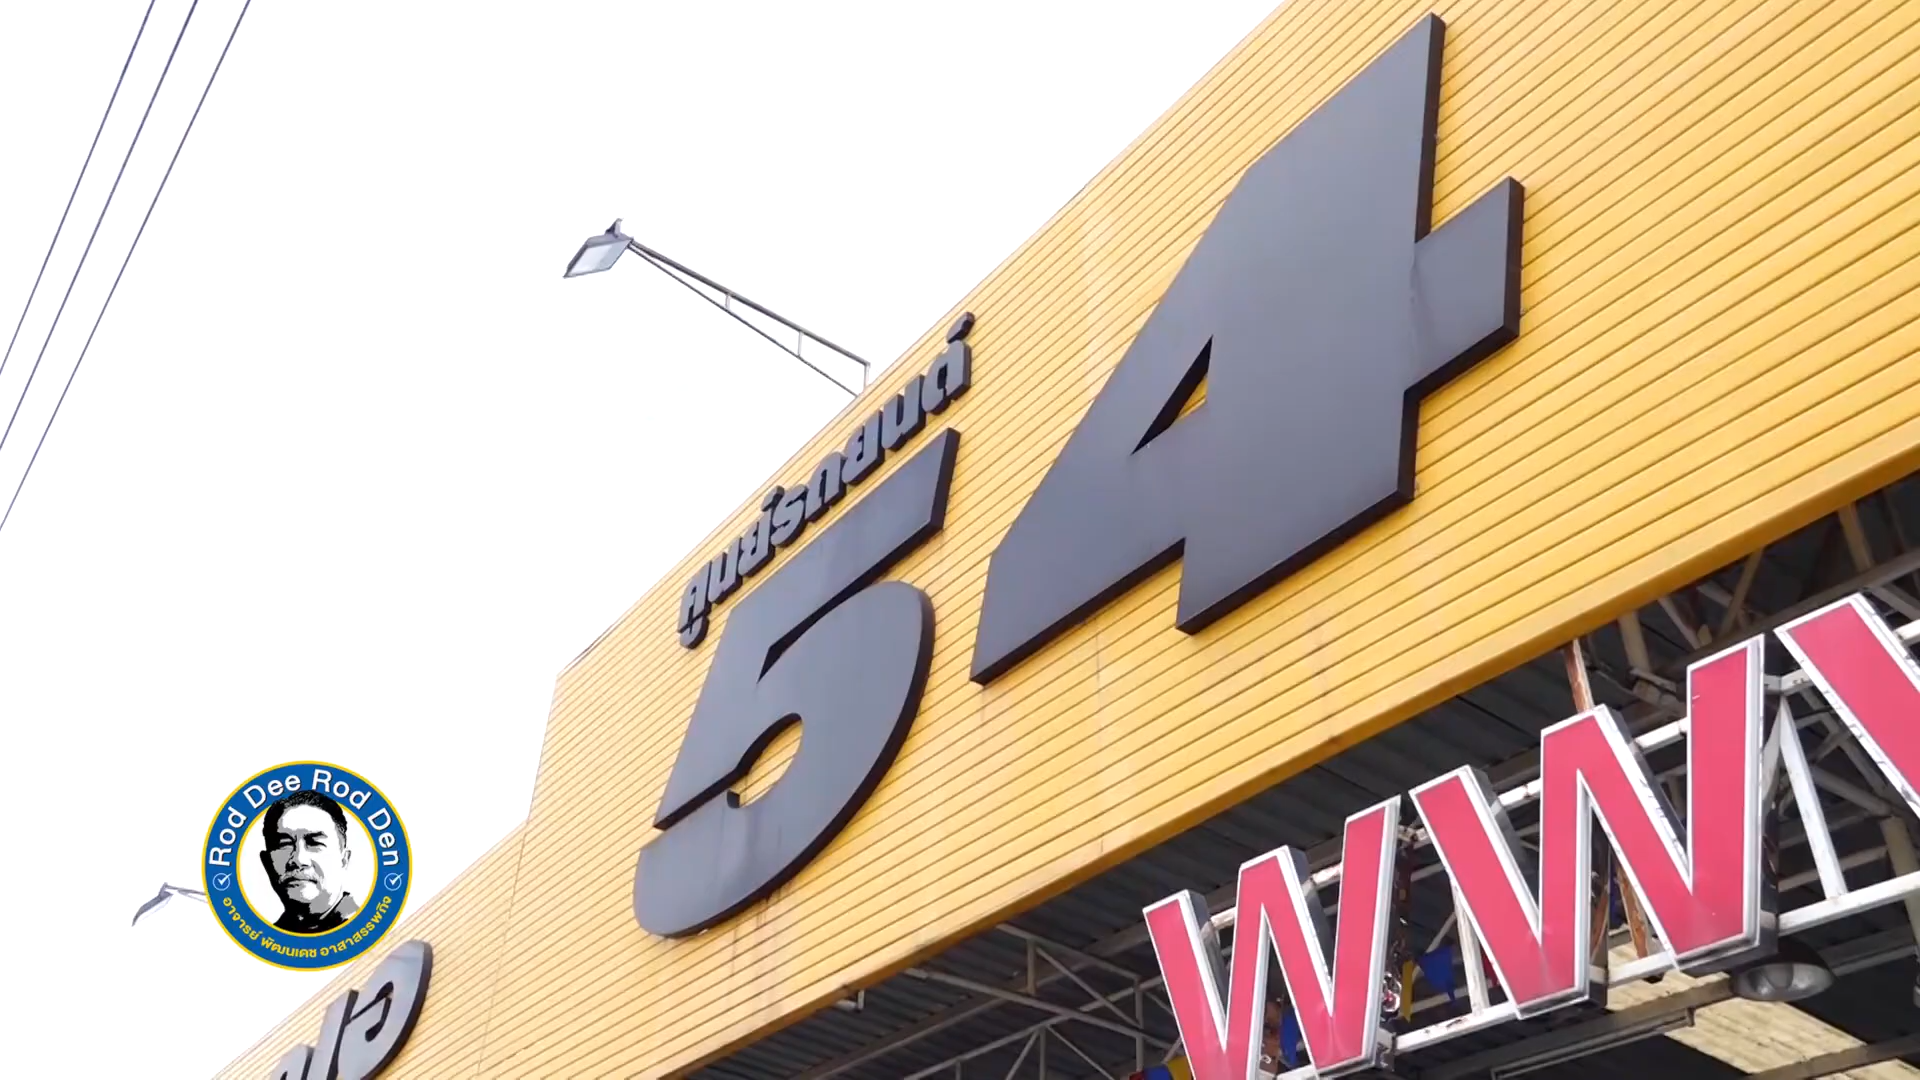 ศูนย์รถยนต์
54
WW
Rod Dee Rod Den
อาจารย์ พัฒนเดช อาสาสรรพกิจ